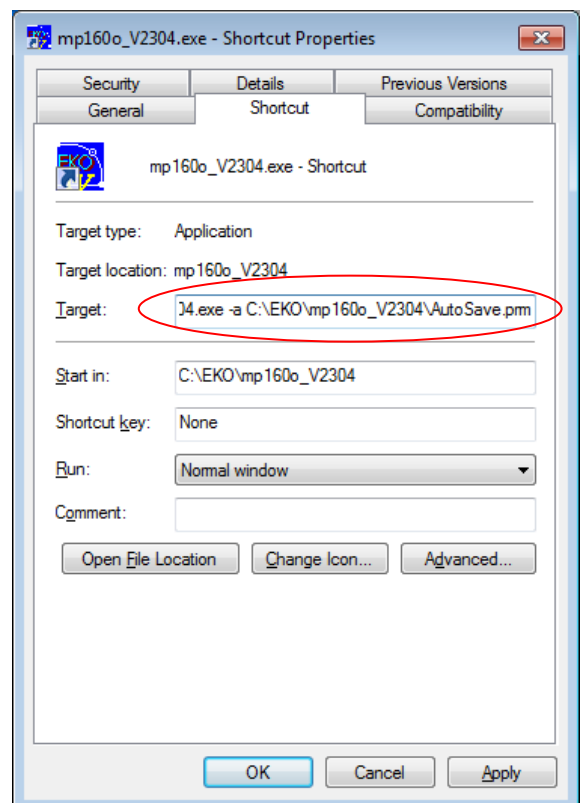 mp160o_V2304.exe - Shortcut Properties
Security Details Previous Versions
General Shortcut Compatibility
EKO
V
mp160o_V2304.exe - Shortcut
Target type: Application
Target location: mp160o_V2304
Target: 04.exe -a C:\EKO\mp160o_V2304\AutoSave.prm
Start in: C:\EKO\mp160o_V2304
Shortcut key: None
Run: Normal window
Comment:
Open File Location Change Icon... Advanced...
OK Cancel Apply